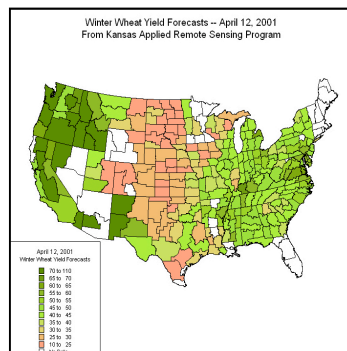 Winter Wheat Yield Forecasts -- April 12, 2001
From Kansas Applied Remote Sensing Program
April 12, 2001
Winter Wheat Yield Forecasts
70 to 110
65 to 70
60 to 65
55 to 60
50 to 55
45 to 50
40 to 45
35 to 40
30 to 35
25 to 30
10 to 25